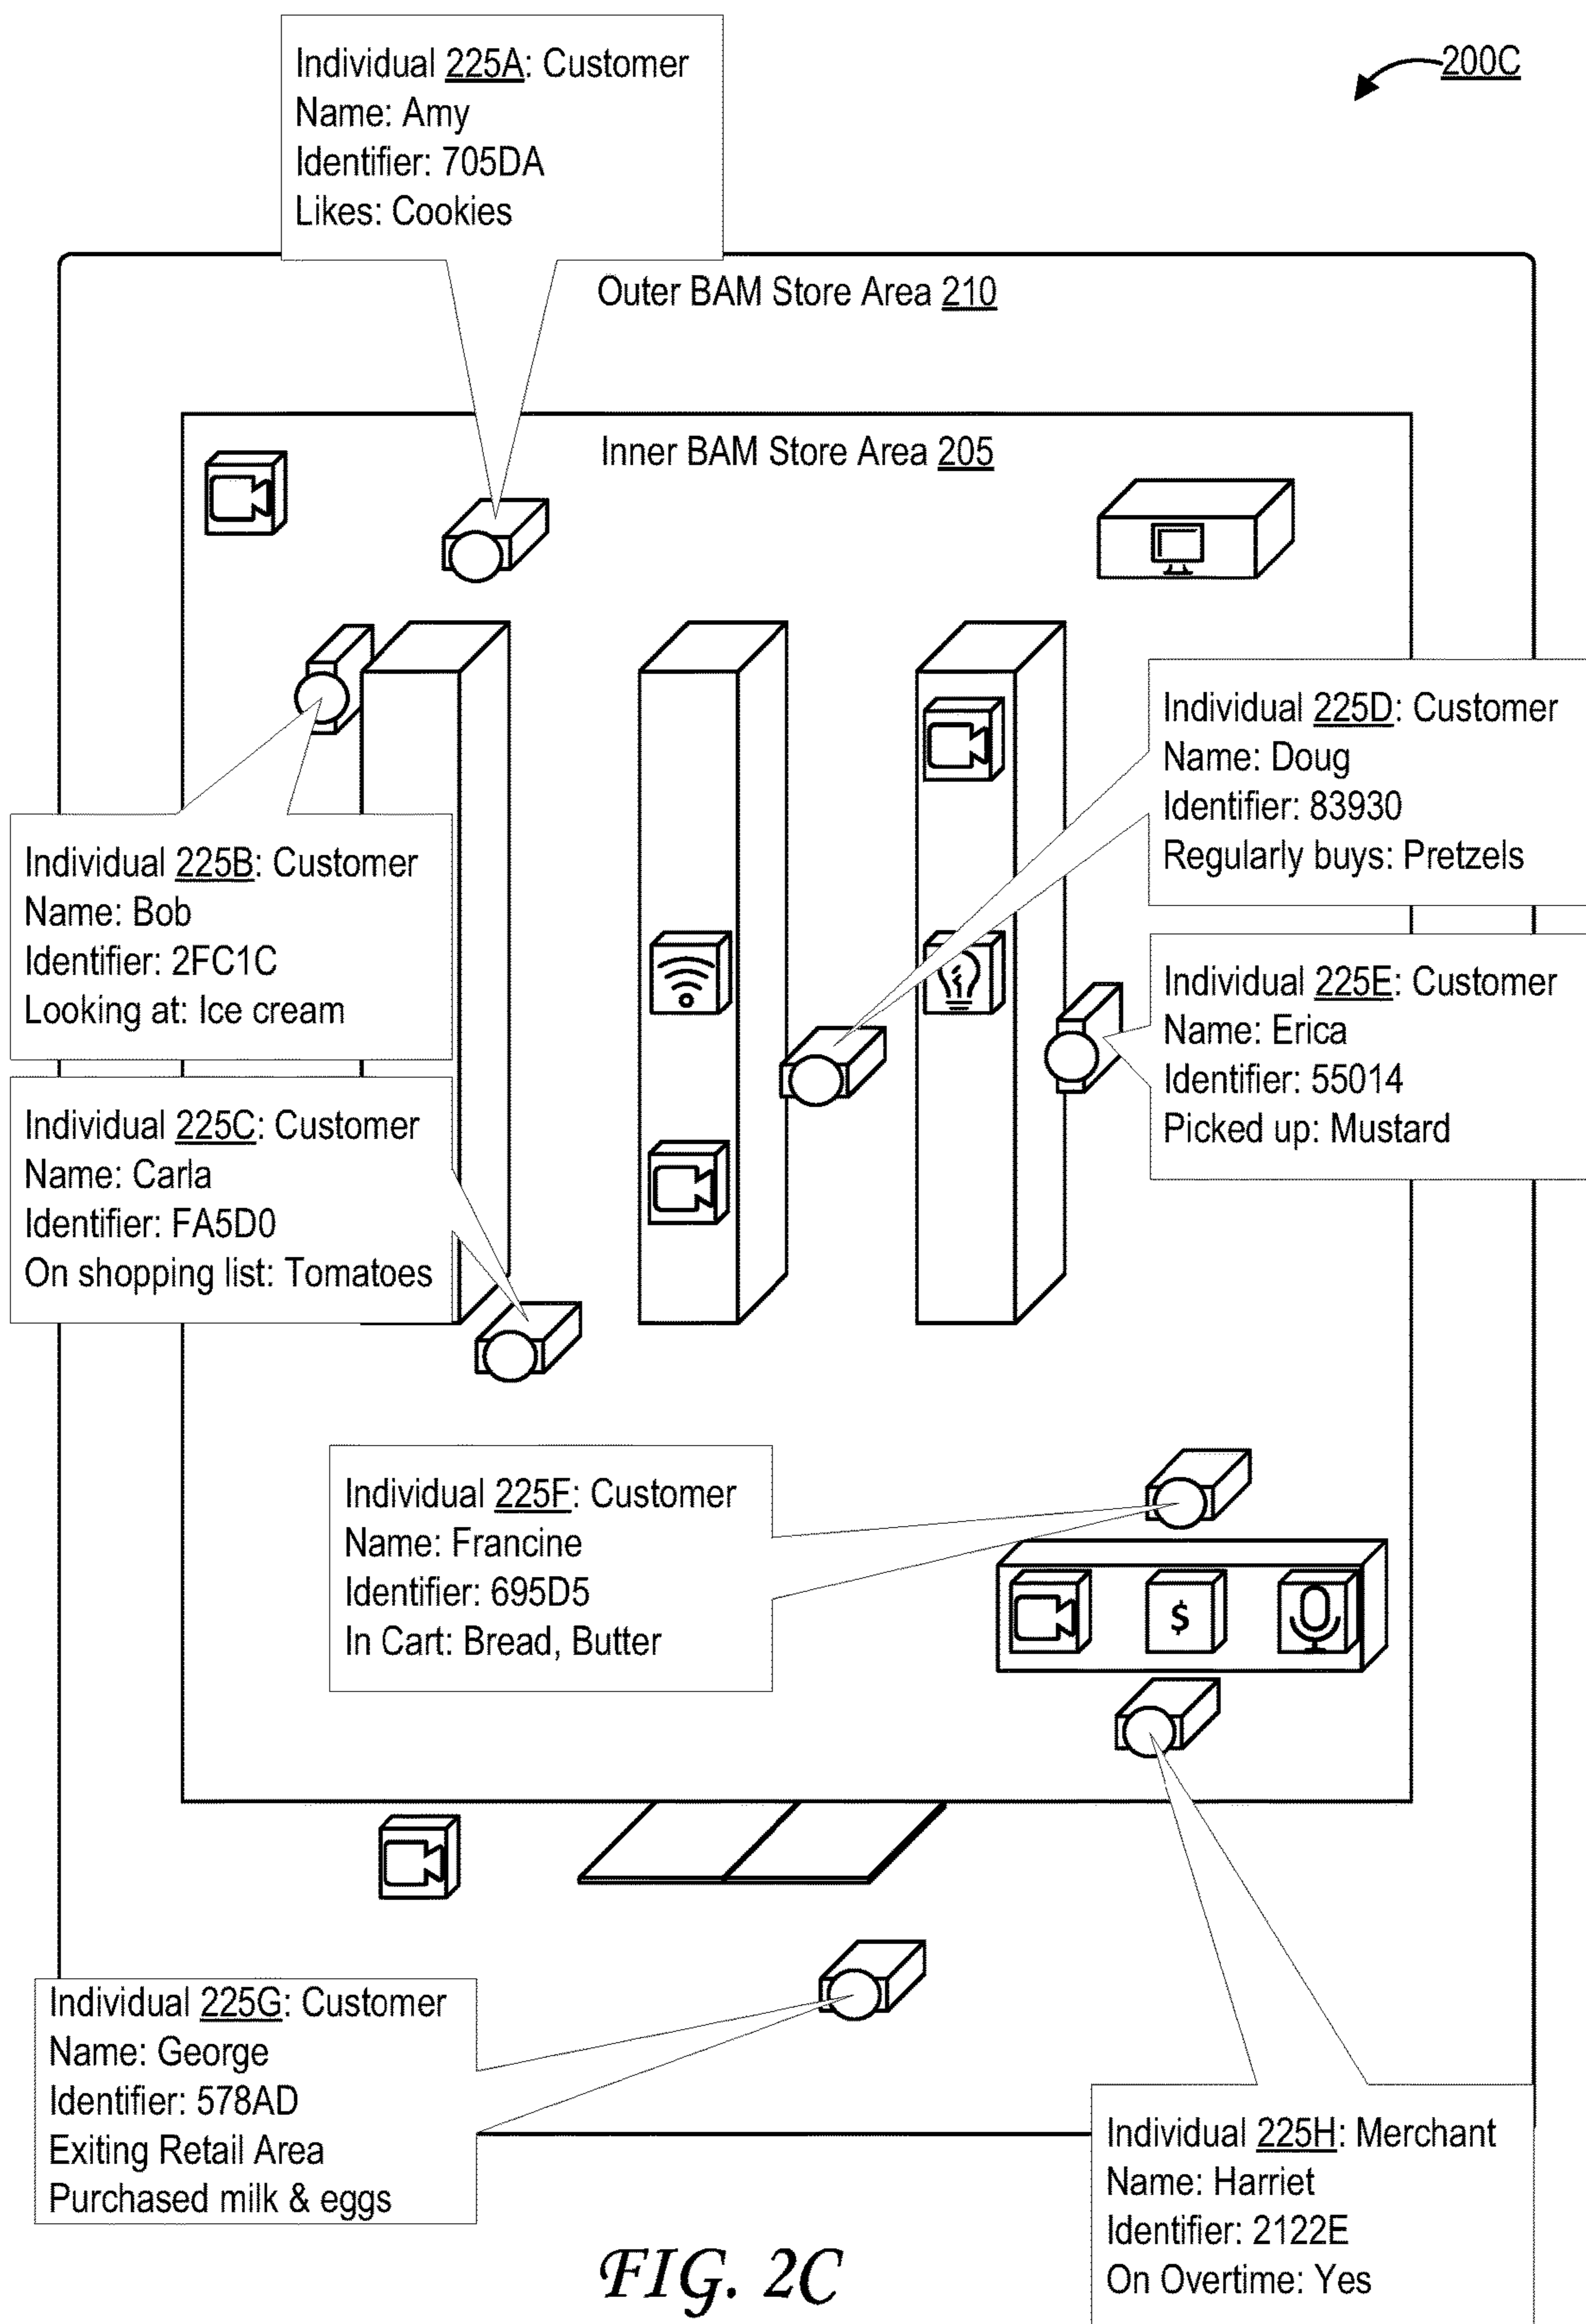 Individual 225A: Customer
Name: Amy
Identifier: 705DA
Likes: Cookies
200C
Outer BAM Store Area 210
Inner BAM Store Area 205
Individual 225D: Customer
Name: Doug
Identifier: 83930
Regularly buys: Pretzels
Individual 225B: Customer
Name: Bob
Identifier: 2FC1C
Looking at: Ice cream
Individual 225E: Customer
Name: Erica
Identifier: 55014
Picked up: Mustard
Individual 225C: Customer
Name: Carla
Identifier: FA5D0
On shopping list: Tomatoes
Individual 225F: Customer
Name: Francine
Identifier: 695D5
In Cart: Bread, Butter
$
Individual 225G: Customer
Name: George
Identifier: 578AD
Exiting Retail Area
Purchased milk & eggs
Individual 225H: Merchant
Name: Harriet
Identifier: 2122E
On Overtime: Yes
FIG. 2C